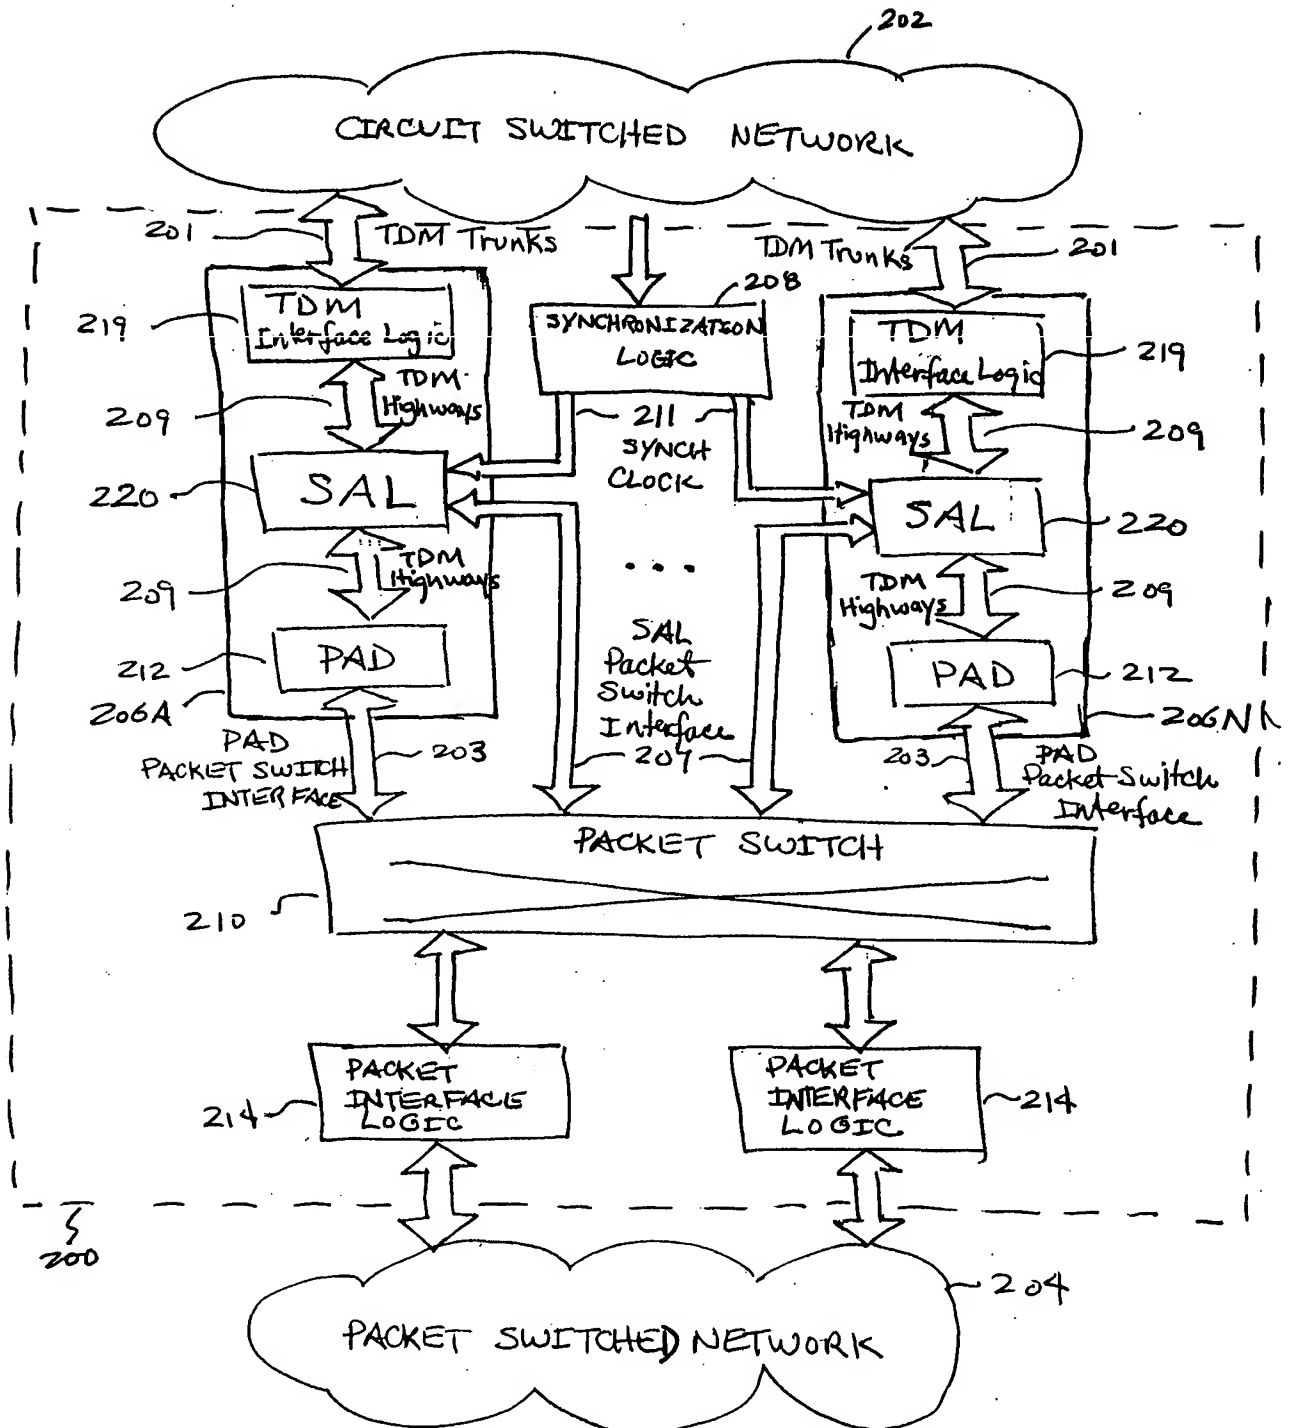 202
CIRCUIT SWITCHED NETWORK
201
TDM Trunks
TDM Trunks
201
208
219
TDM
Interface Logic
SYNCHRONIZATION
LOGIC
TDM
Interface Logic
219
209
TDM
Highways
211
SYNCH
CLOCK
TDM
Highways
209
220
SAL
SAL
220
209
TDM
Highways
...
TDM
Highways
209
212
PAD
SAL
Packet
Switch
Interface
PAD
212
206A
206N
PAD
PACKET SWITCH
INTERFACE
203
207
203
PAD
Packet Switch
Interface
PACKET SWITCH
210
PACKET
INTERFACE
LOGIC
214
PACKET
INTERFACE
LOGIC
214
200
204
PACKET SWITCHED NETWORK